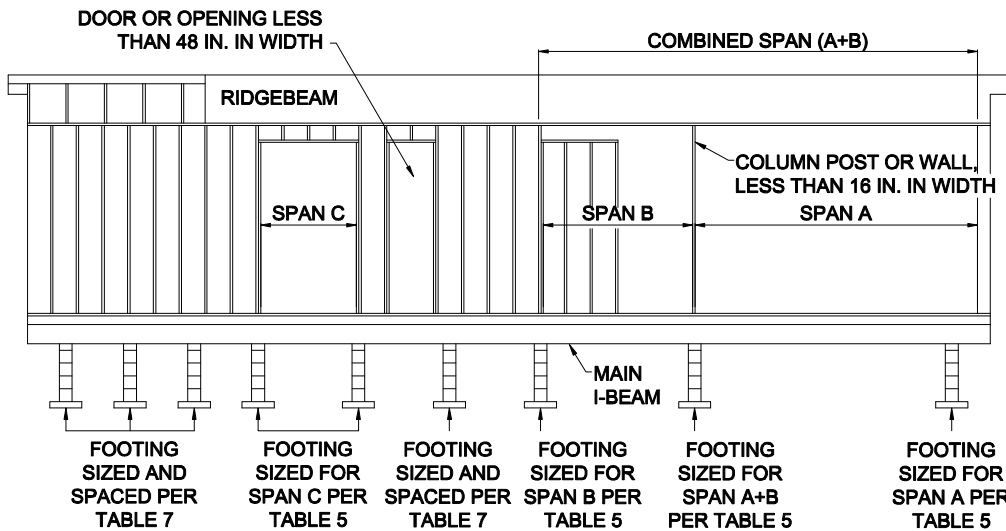 DOOR OR OPENING LESS
THAN 48 IN. IN WIDTH
COMBINED SPAN (A+B)
RIDGEBEAM
COLUMN POST OR WALL,
LESS THAN 16 IN. IN WIDTH
SPAN C
SPAN B
SPAN A
MAIN
I-BEAM
FOOTING
SIZED AND
SPACED PER
TABLE 7
FOOTING
SIZED FOR
SPAN C PER
TABLE 5
FOOTING
SIZED AND
SPACED PER
TABLE 7
FOOTING
SIZED FOR
SPAN B PER
TABLE 5
FOOTING
SIZED FOR
SPAN A+B
PER TABLE 5
FOOTING
SIZED FOR
SPAN A PER
TABLE 5